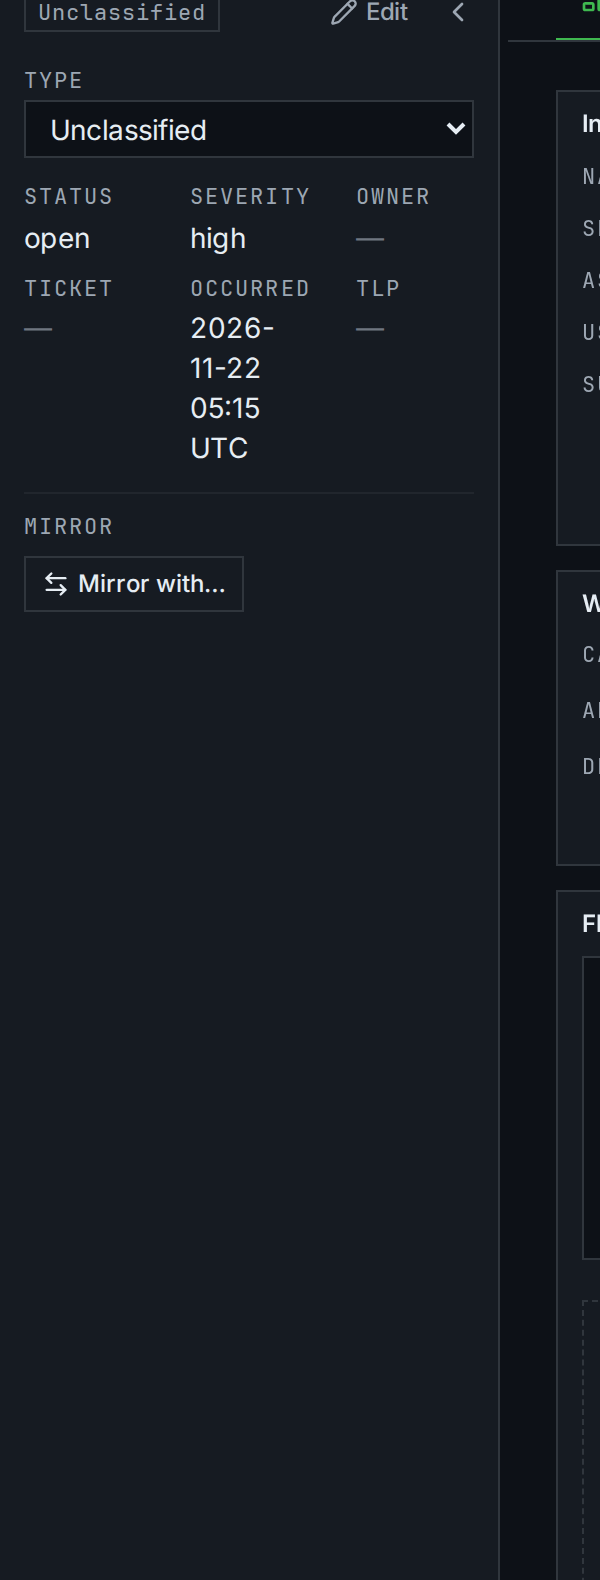 Unclassified Edit
TYPE
Unclassified
STATUS SEVERITY OWNER
open high —
TICKET OCCURRED TLP
— 2026- —
11-22
05:15
UTC
MIRROR
Mirror with...